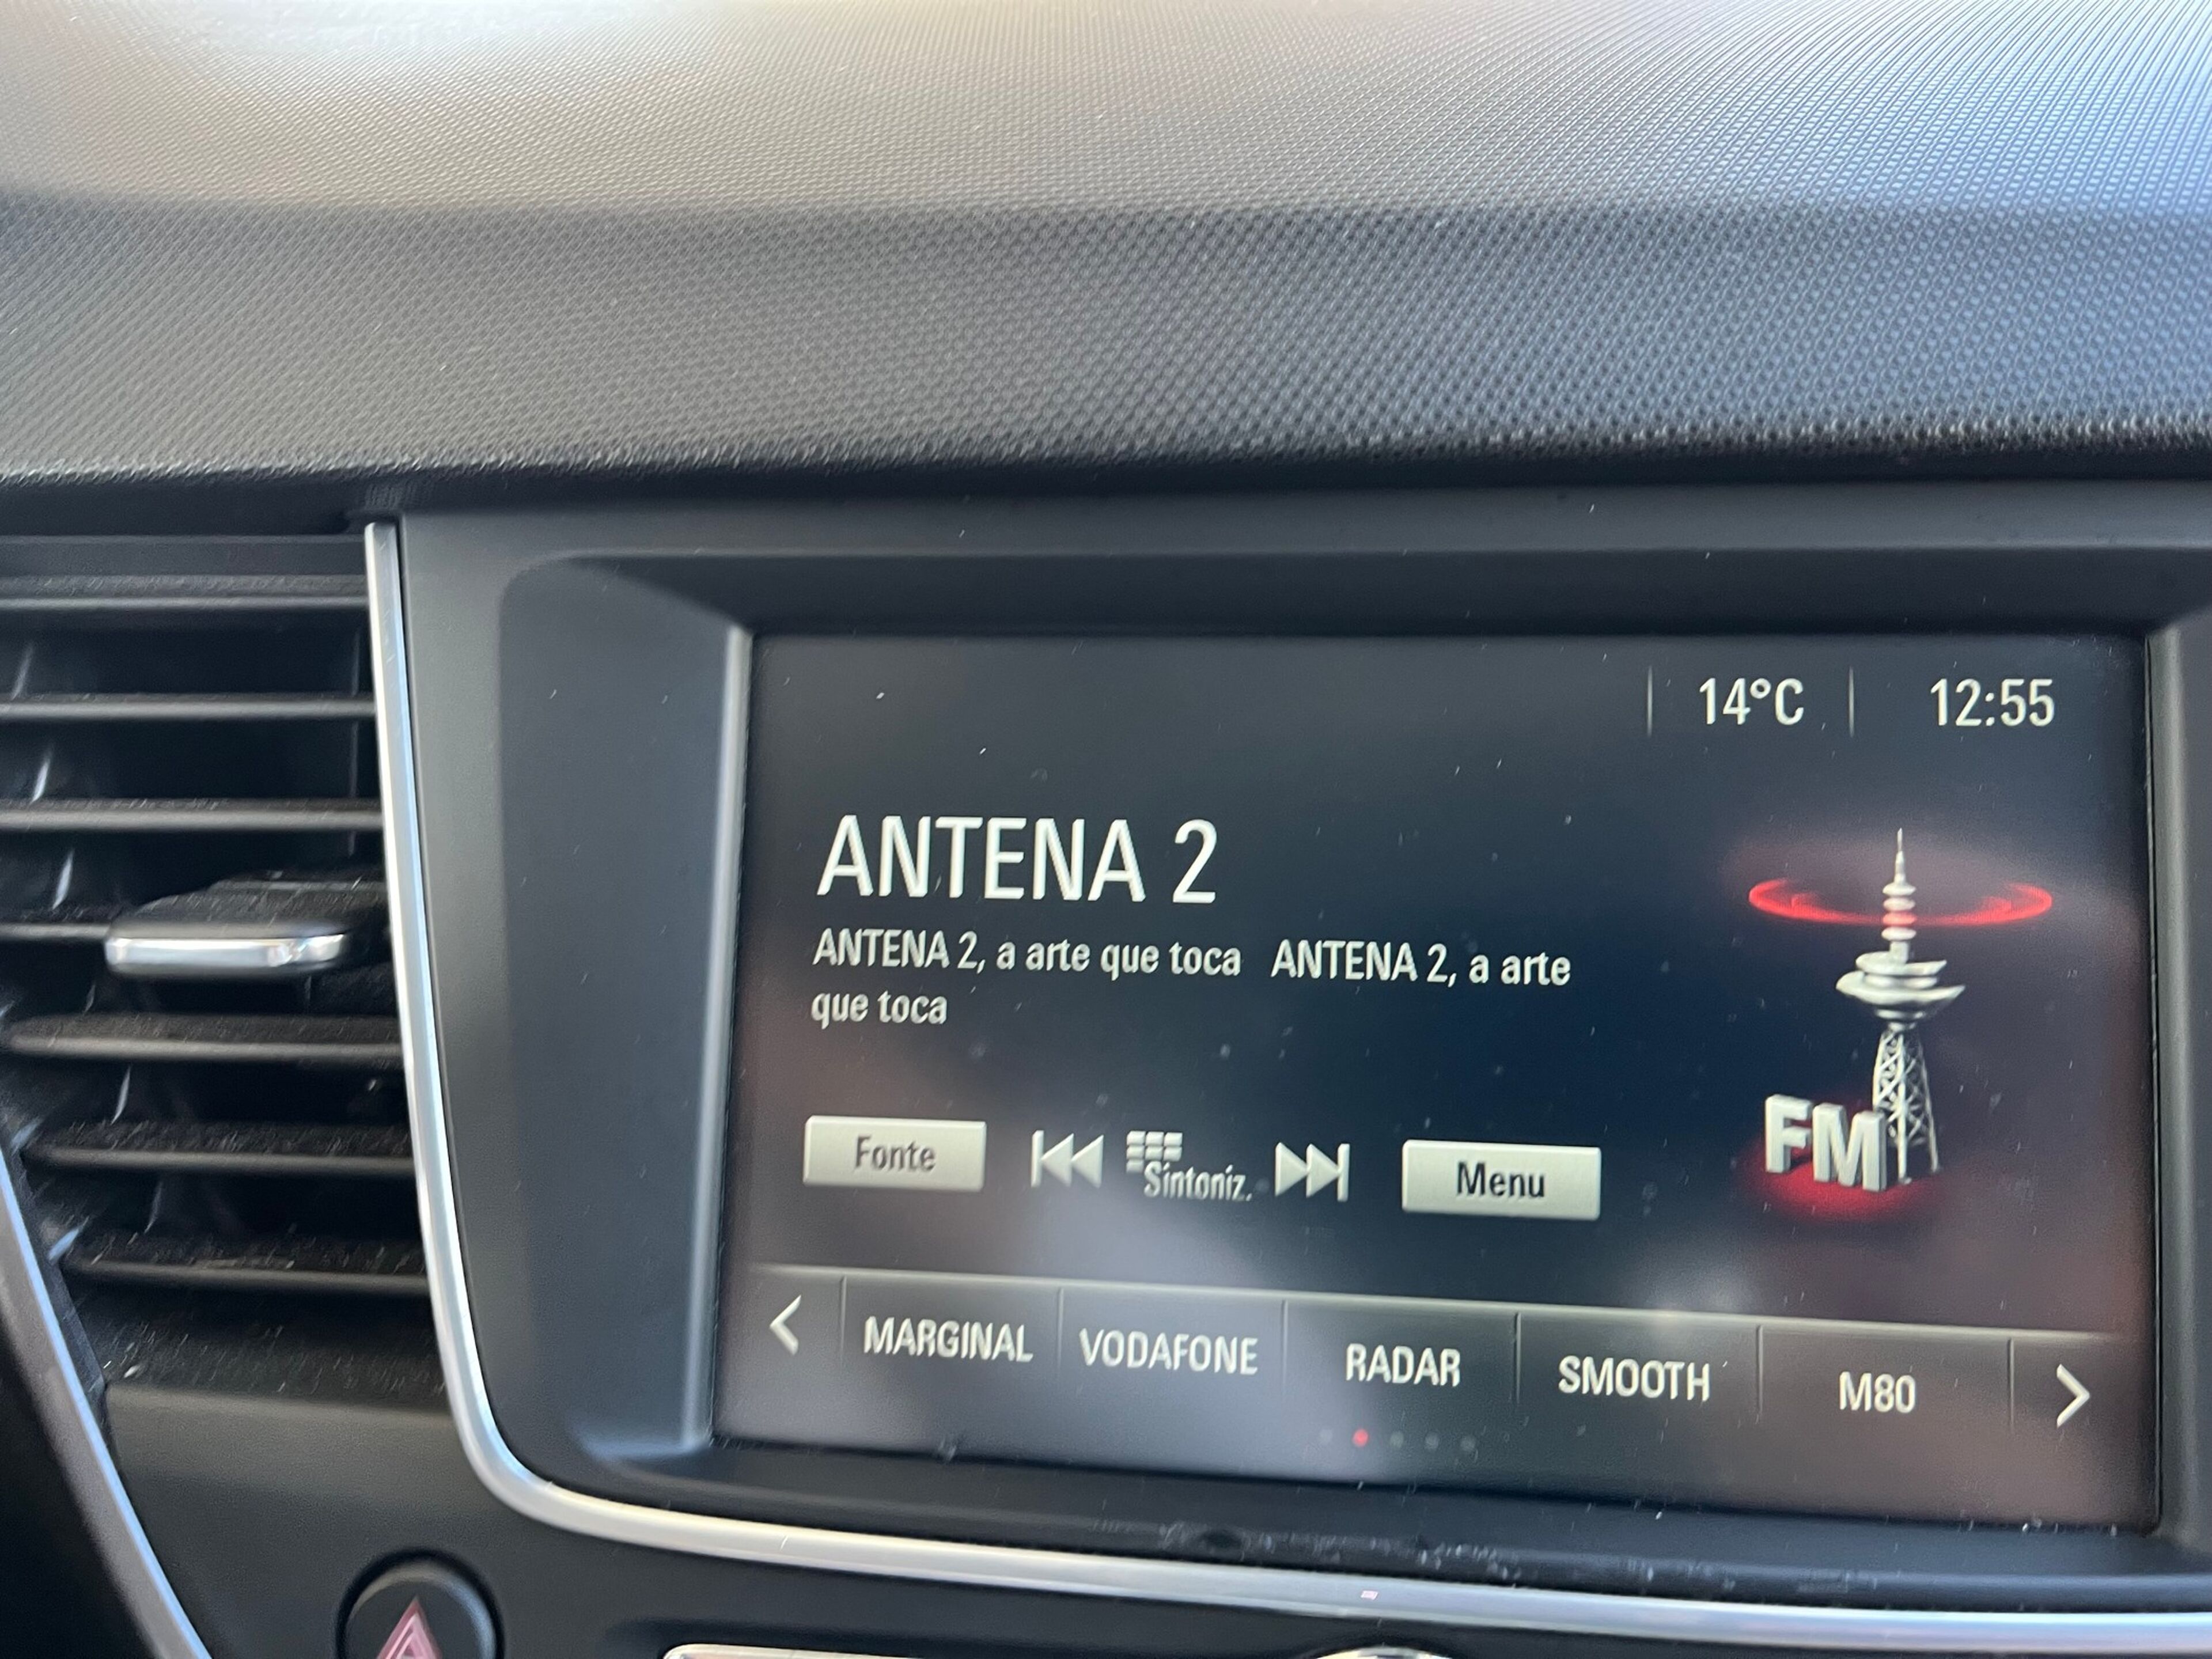 14°C 12:55
ANTENA 2
ANTENA 2, a arte que toca ANTENA 2, a arte
que toca
Fonte Sintoniz. Menu
FM
MARGINAL VODAFONE RADAR SMOOTH M80